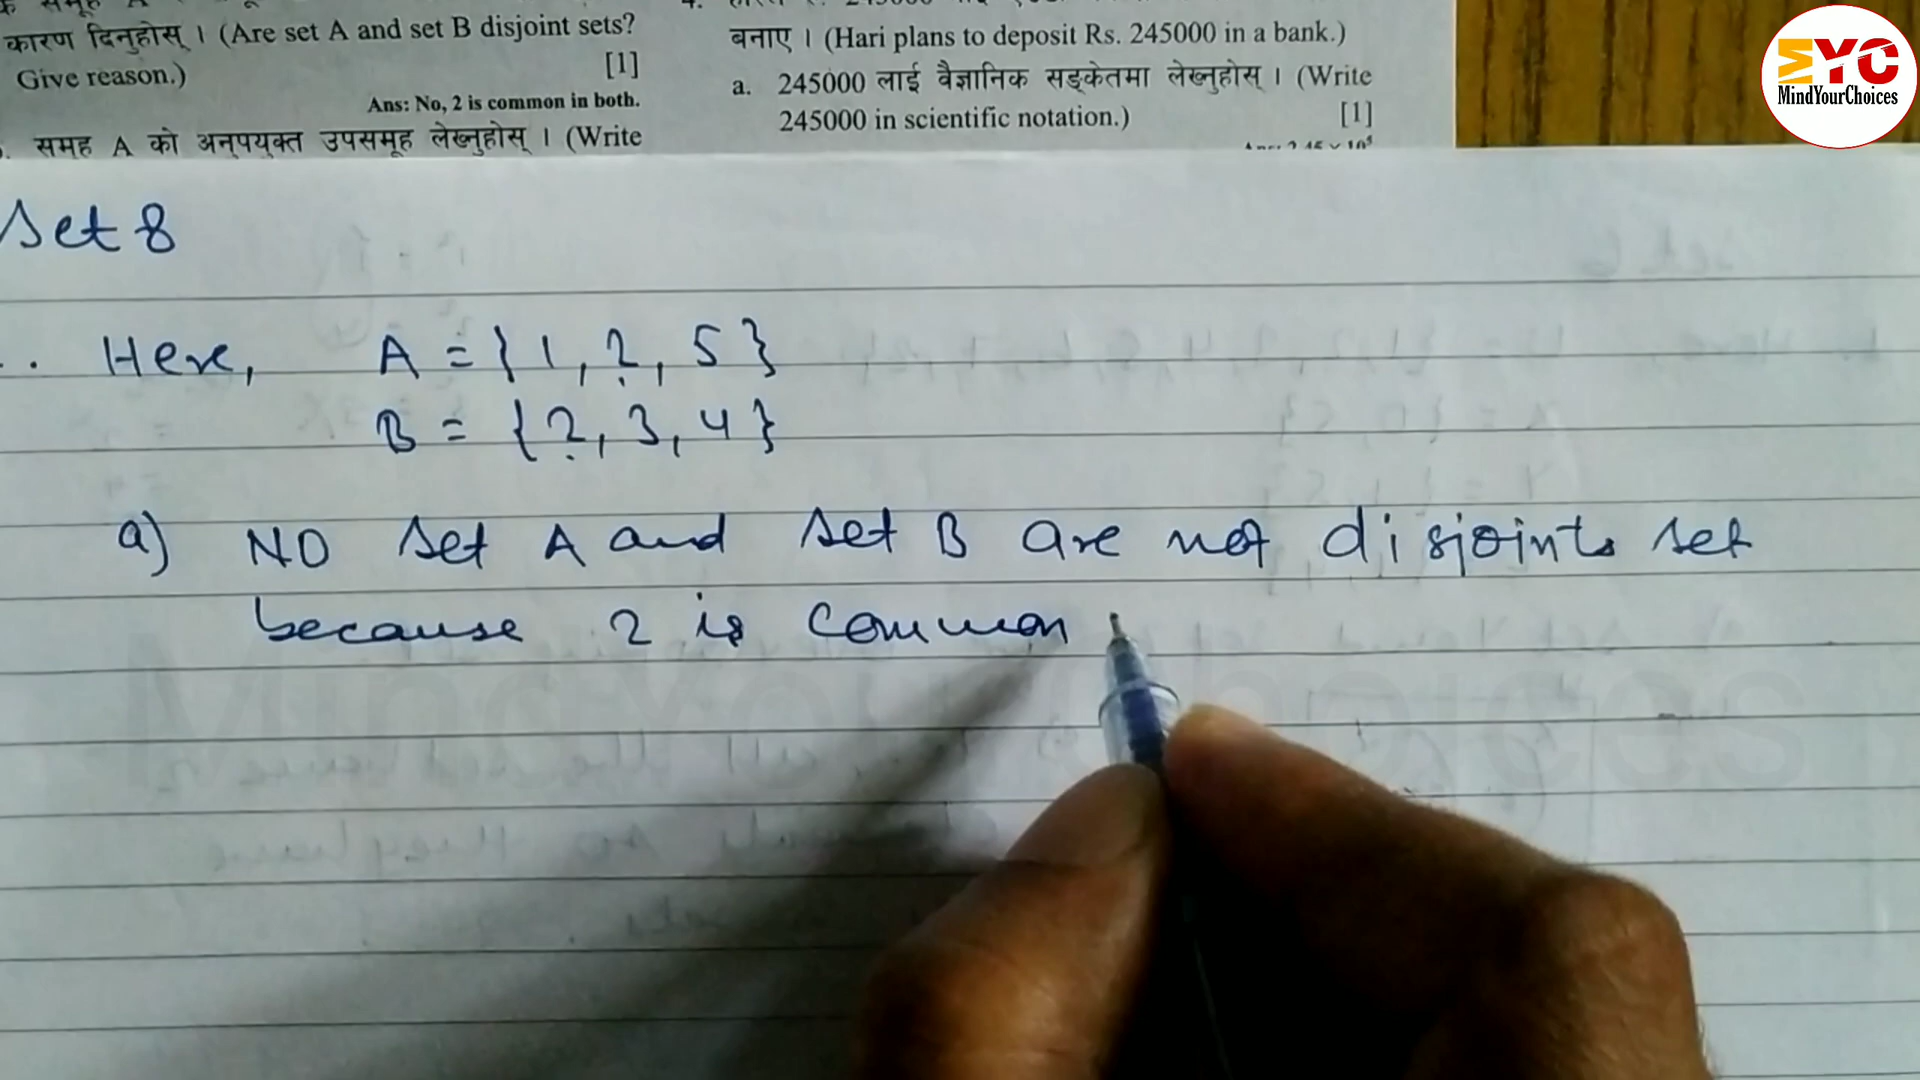 कारण दिनुहोस् । (Are set A and set B disjoint sets?
Give reason.) [1]
Ans: No, 2 is common in both.
समूह A को अनुपयुक्त उपसमूह लेख्नुहोस् । (Write
बनाए । (Hari plans to deposit Rs. 245000 in a bank.)
a. 245000 लाई वैज्ञानिक सङ्केतमा लेख्नुहोस् । (Write
245000 in scientific notation.) [1]
MYC
MindYourChoices
Set 8
Here, A = {1, 2, 5}
B = {2, 3, 4}
a) NO set A and set B are not disjoints set
because 2 is common
MindYourChoices